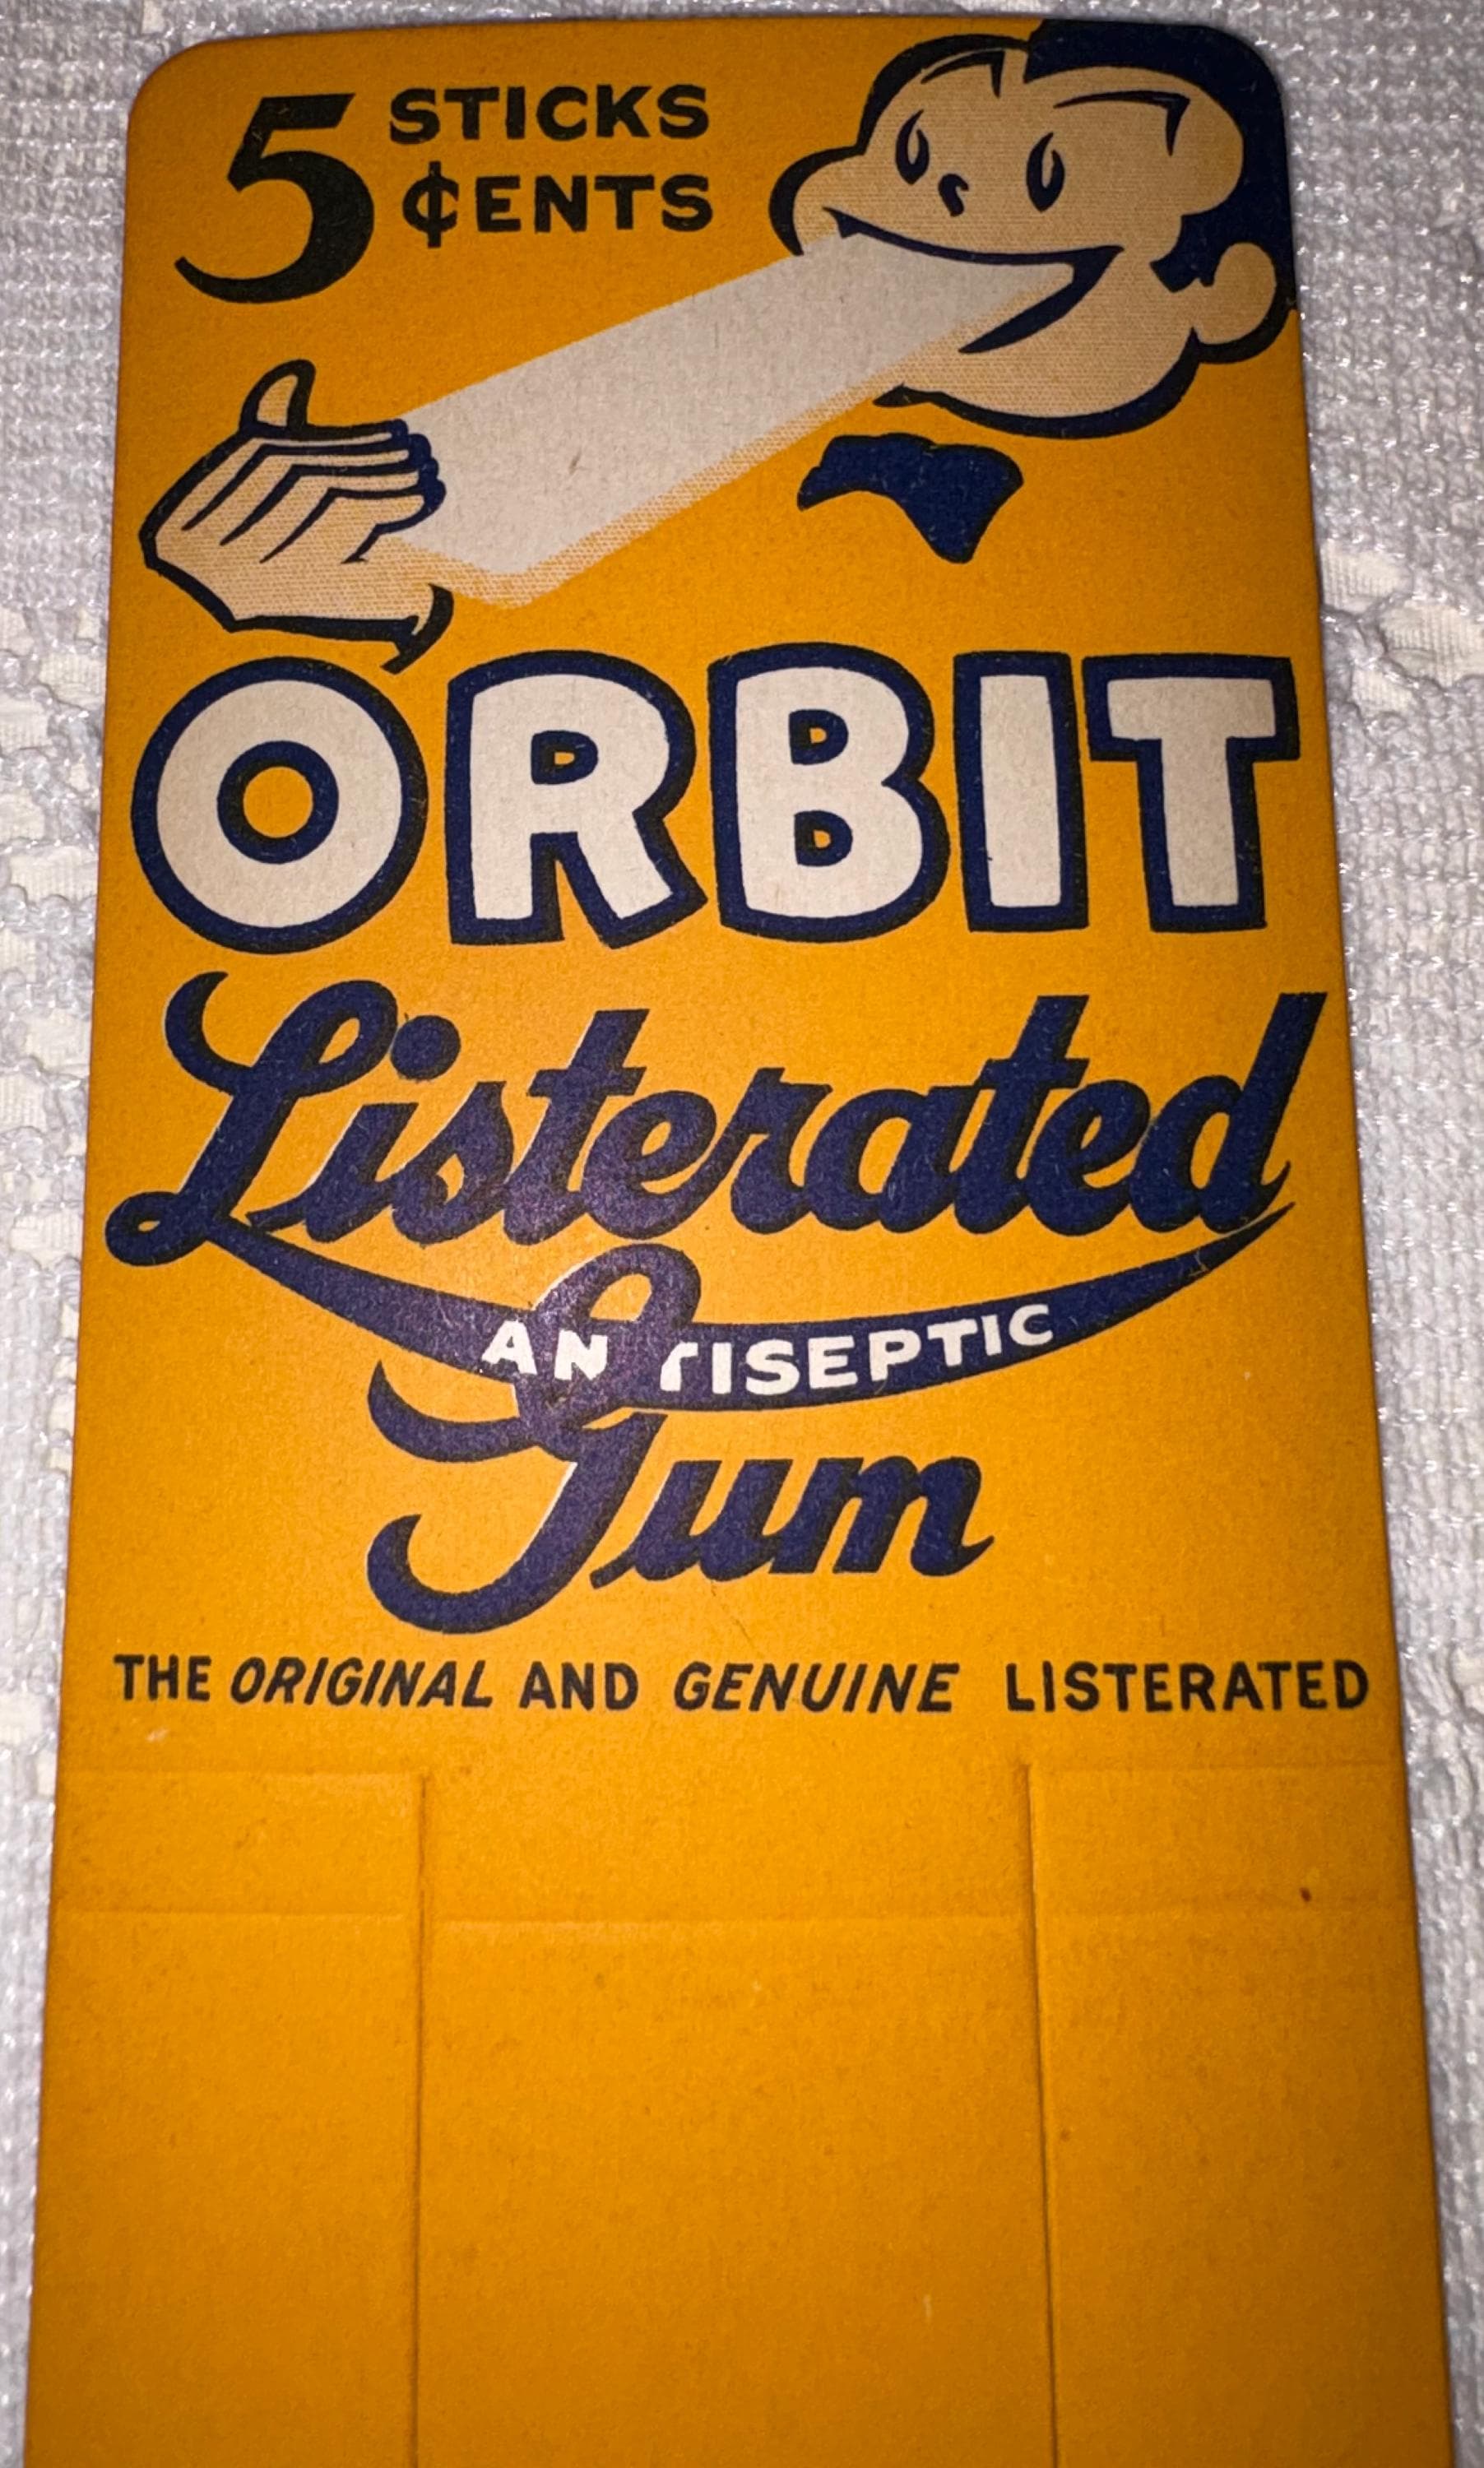 5 STICKS
¢ENTS
ORBIT
Listerated
ANTISEPTIC
Gum
THE ORIGINAL AND GENUINE LISTERATED